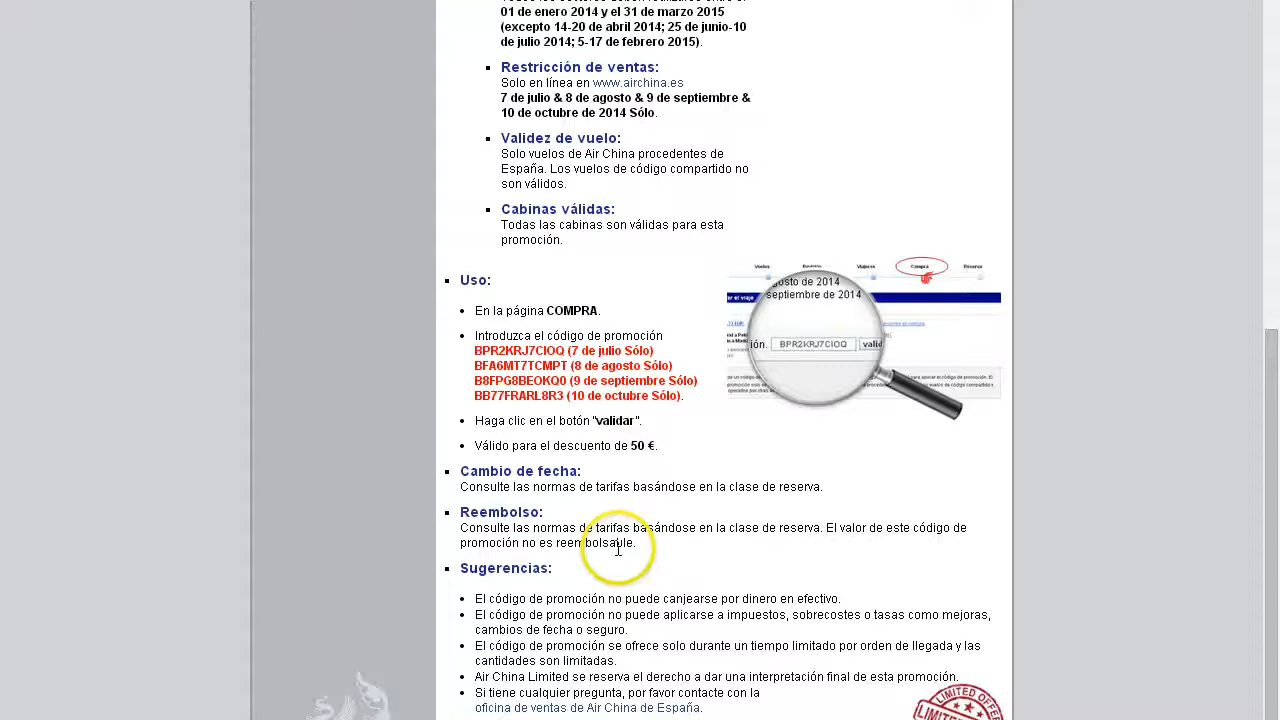 01 de enero 2014 y el 31 de marzo 2015
(excepto 14-20 de abril 2014; 25 de junio-10
de julio 2014; 5-17 de febrero 2015).
Restricción de ventas:
Solo en línea en www.airchina.es
7 de julio & 8 de agosto & 9 de septiembre &
10 de octubre de 2014 Sólo.
Validez de vuelo:
Solo vuelos de Air China procedentes de
España. Los vuelos de código compartido no
son válidos.
Cabinas válidas:
Todas las cabinas son válidas para esta
promoción.
Uso:
En la página COMPRA.
Introduzca el código de promoción
BPR2KRJ7CIOQ (7 de julio Sólo)
BFA6MT7TCMPT (8 de agosto Sólo)
B8FPG8BEOKQ0 (9 de septiembre Sólo)
BB77FRARL8R3 (10 de octubre Sólo).
Haga clic en el botón "validar".
Válido para el descuento de 50 €.
Vuelos Viajeros Compra Reserva
gosto de 2014
septiembre de 2014
ar el viaje
ión. BPR2KRJ7CIOQ valid
Cambio de fecha:
Consulte las normas de tarifas basándose en la clase de reserva.
Reembolso:
Consulte las normas de tarifas basándose en la clase de reserva. El valor de este código de
promoción no es reembolsable.
Sugerencias:
El código de promoción no puede canjearse por dinero en efectivo.
El código de promoción no puede aplicarse a impuestos, sobrecostes o tasas como mejoras,
cambios de fecha o seguro.
El código de promoción se ofrece solo durante un tiempo limitado por orden de llegada y las
cantidades son limitadas.
Air China Limited se reserva el derecho a dar una interpretación final de esta promoción.
Si tiene cualquier pregunta, por favor contacte con la
oficina de ventas de Air China de España.
LIMITED OFFER
LIMITED